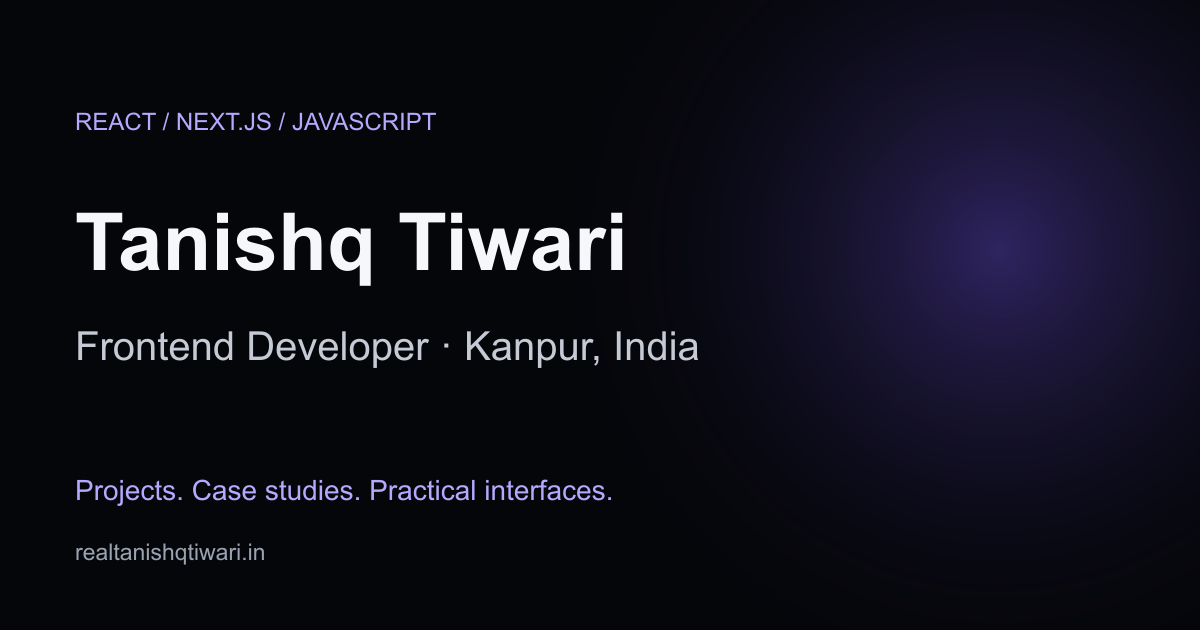 REACT / NEXT.JS / JAVASCRIPT
Tanishq Tiwari
Frontend Developer · Kanpur, India
Projects. Case studies. Practical interfaces.
realtanishqtiwari.in